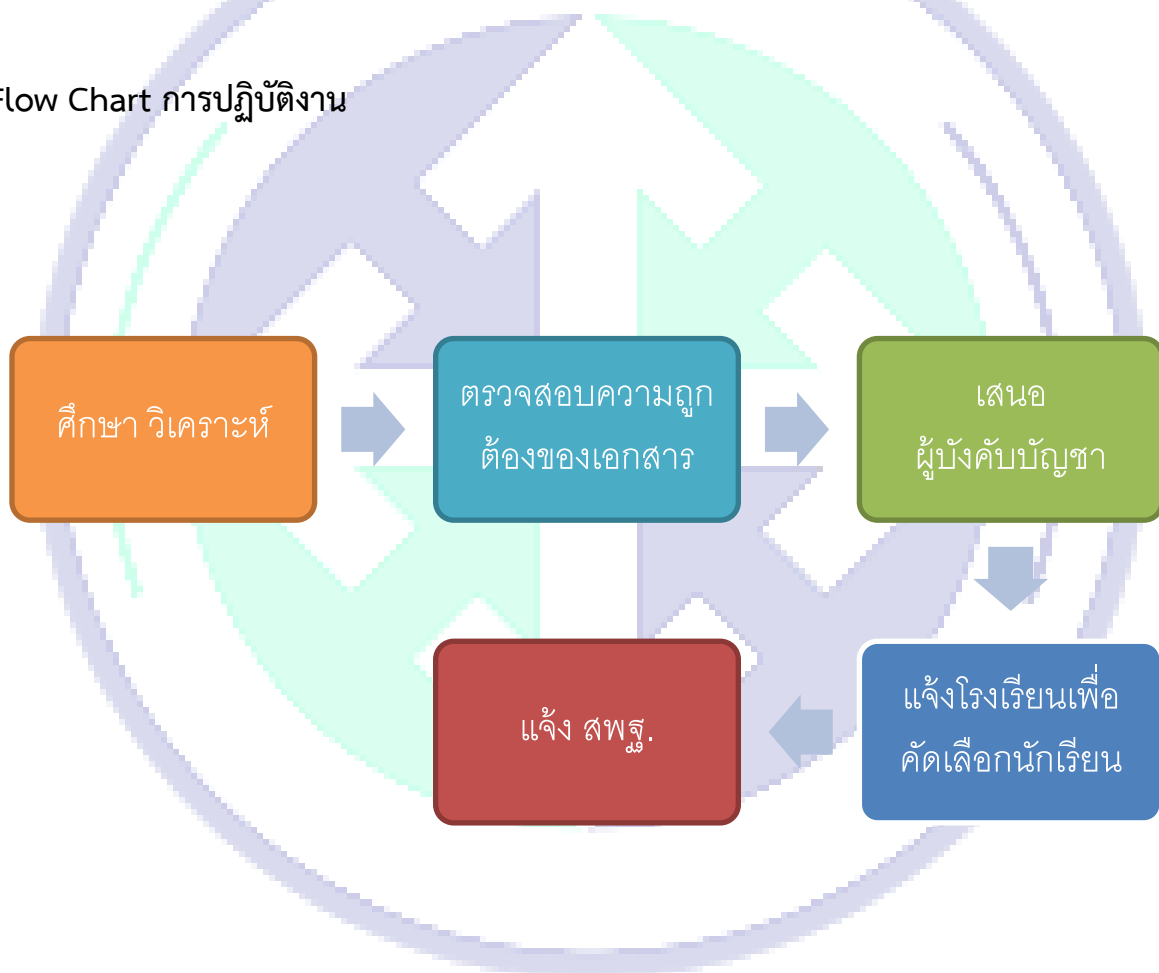 Flow Chart การปฏิบัติงาน
ศึกษา วิเคราะห์
ตรวจสอบความถูก
ต้องของเอกสาร
เสนอ
ผู้บังคับบัญชา
แจ้งโรงเรียนเพื่อ
คัดเลือกนักเรียน
แจ้ง สพฐ.